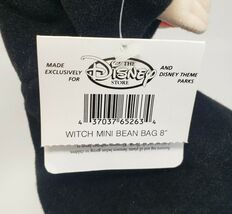 MADE
EXCLUSIVELY
FOR
THE
DISNEY
STORE
AND
DISNEY THEME
PARKS
4 37037 65263 4
WITCH MINI BEAN BAG 8"